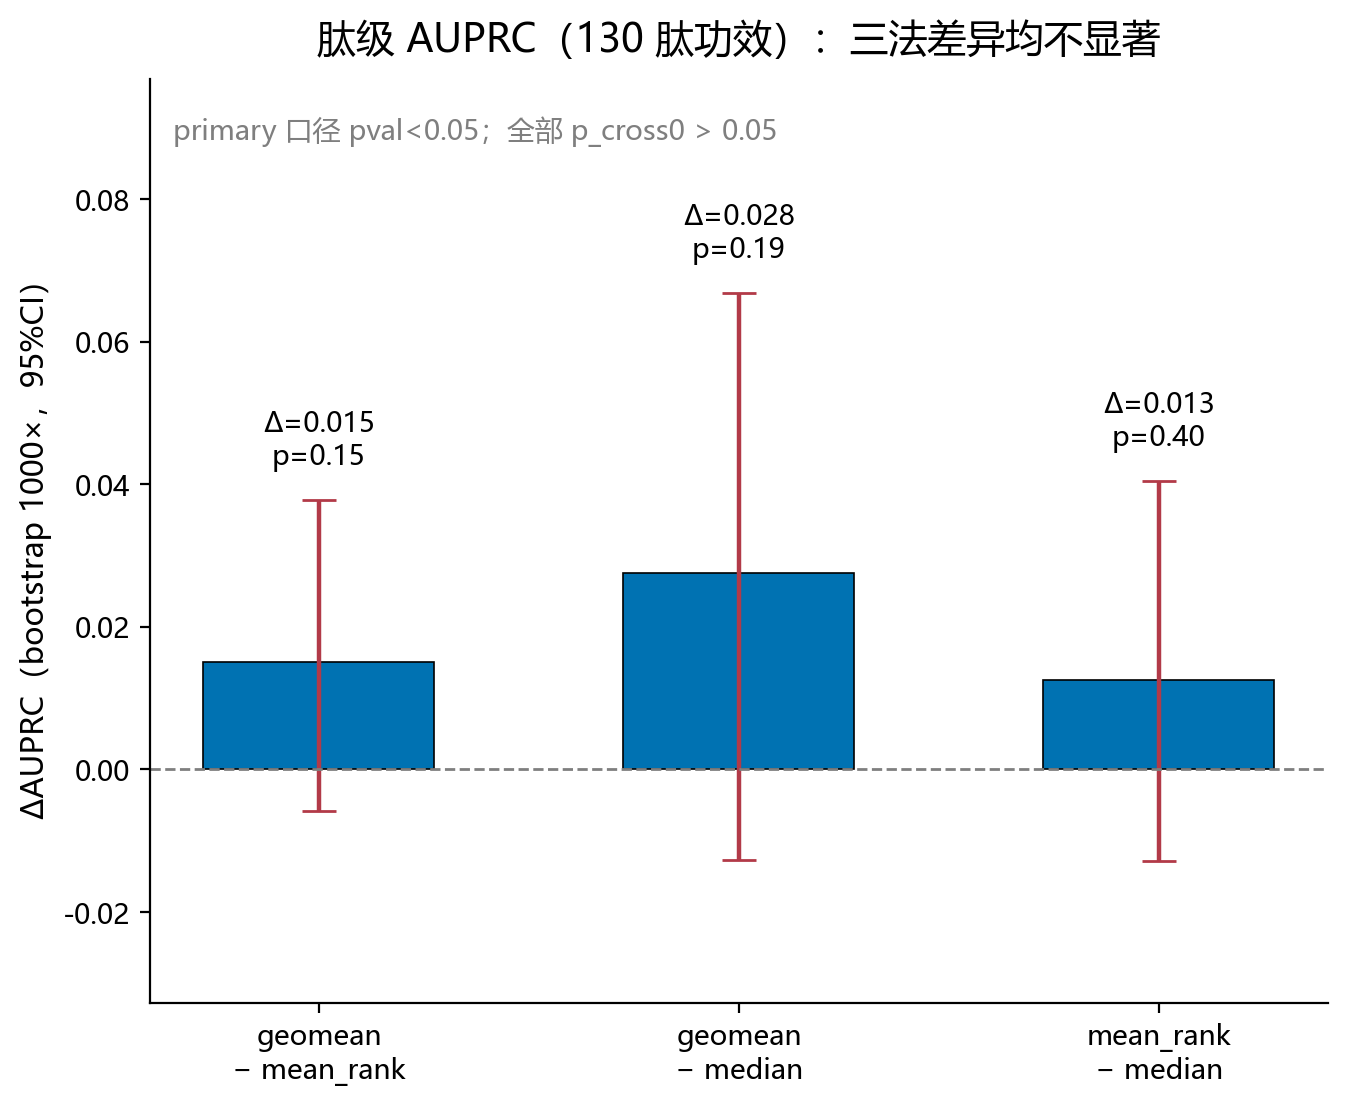 肽级 AUPRC（130 肽功效）：三法差异均不显著
primary 口径 pval<0.05；全部 p_cross0 > 0.05
ΔAUPRC（bootstrap 1000×，95%CI）
0.08
0.06
0.04
0.02
0.00
-0.02
Δ=0.015
p=0.15
Δ=0.028
p=0.19
Δ=0.013
p=0.40
geomean
− mean_rank
geomean
− median
mean_rank
− median